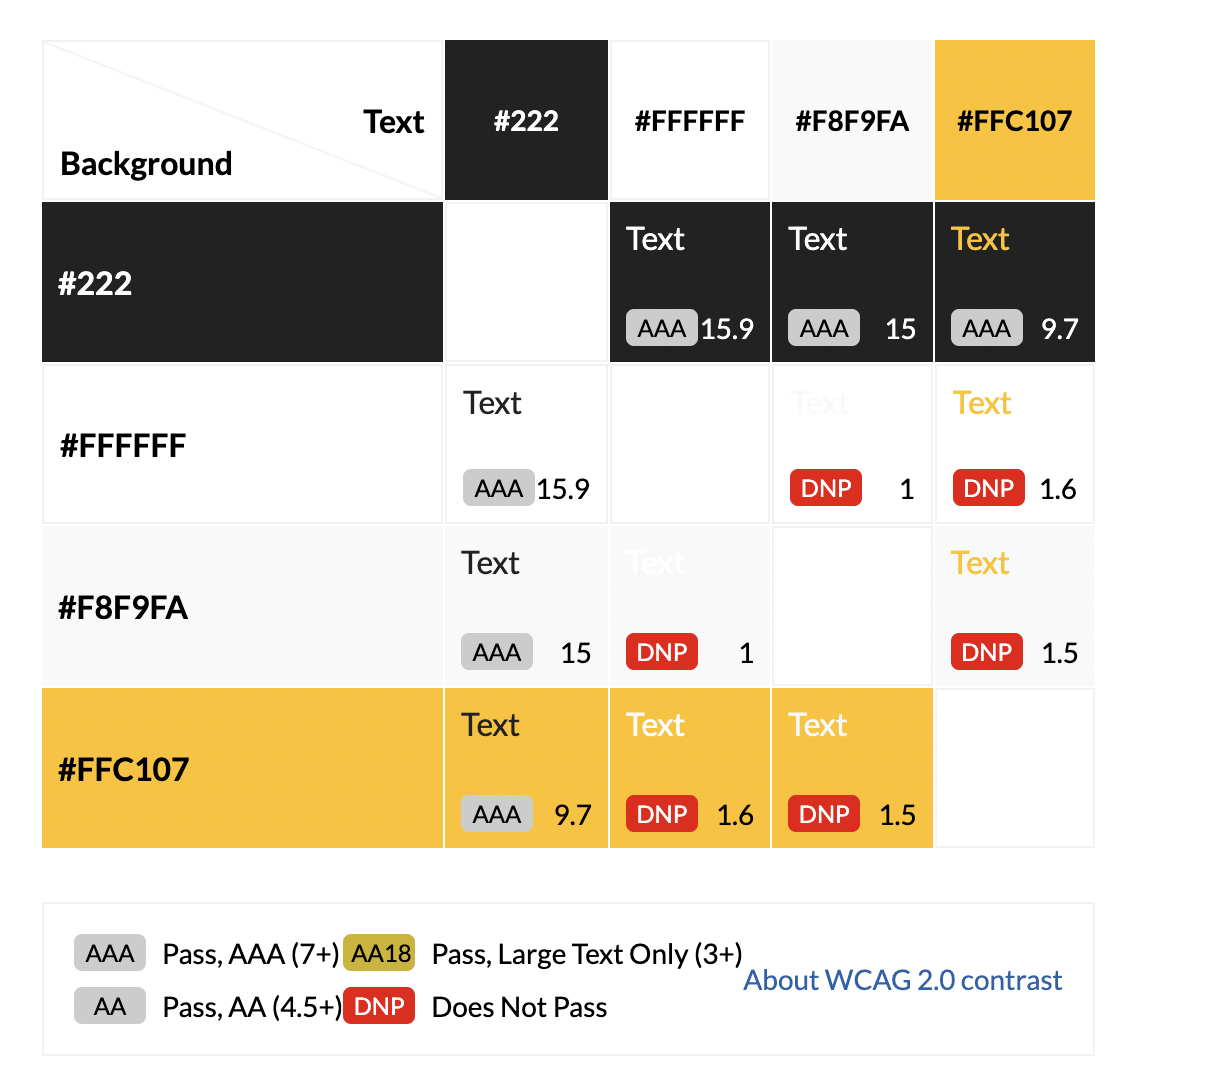 Text
Background
#222
#FFFFFF
#F8F9FA
#FFC107
#222
Text
AAA 15.9
Text
AAA 15
Text
AAA 9.7
#FFFFFF
Text
AAA 15.9
Text
DNP 1
Text
DNP 1.6
#F8F9FA
Text
AAA 15
Text
DNP 1
Text
DNP 1.5
#FFC107
Text
AAA 9.7
Text
DNP 1.6
Text
DNP 1.5
AAA Pass, AAA (7+) AA18 Pass, Large Text Only (3+)
About WCAG 2.0 contrast
AA Pass, AA (4.5+) DNP Does Not Pass